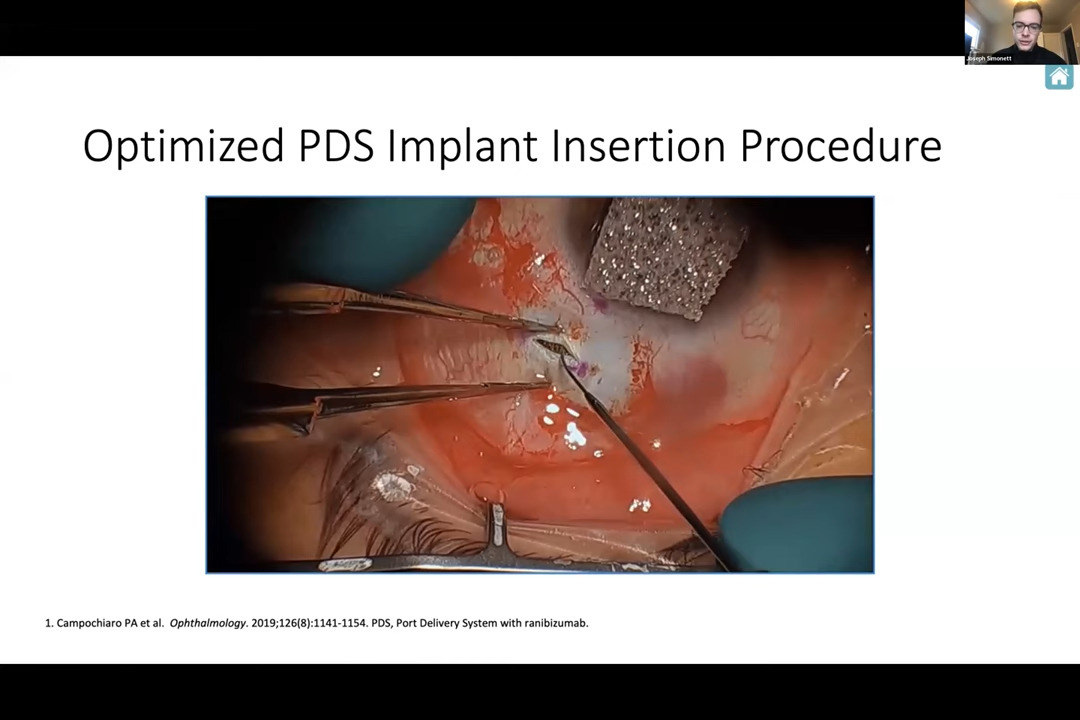 Joseph Simonett
Optimized PDS Implant Insertion Procedure
1. Campochiaro PA et al. Ophthalmology. 2019;126(8):1141-1154. PDS, Port Delivery System with ranibizumab.